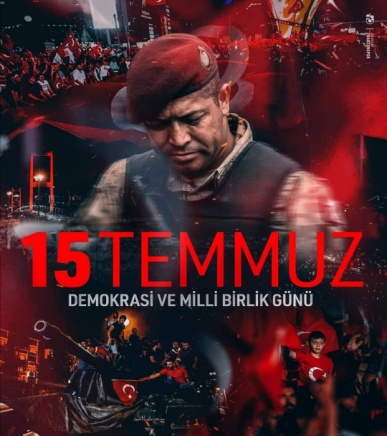 15 TEMMUZ
DEMOKRASİ VE MİLLİ BİRLİK GÜNÜ